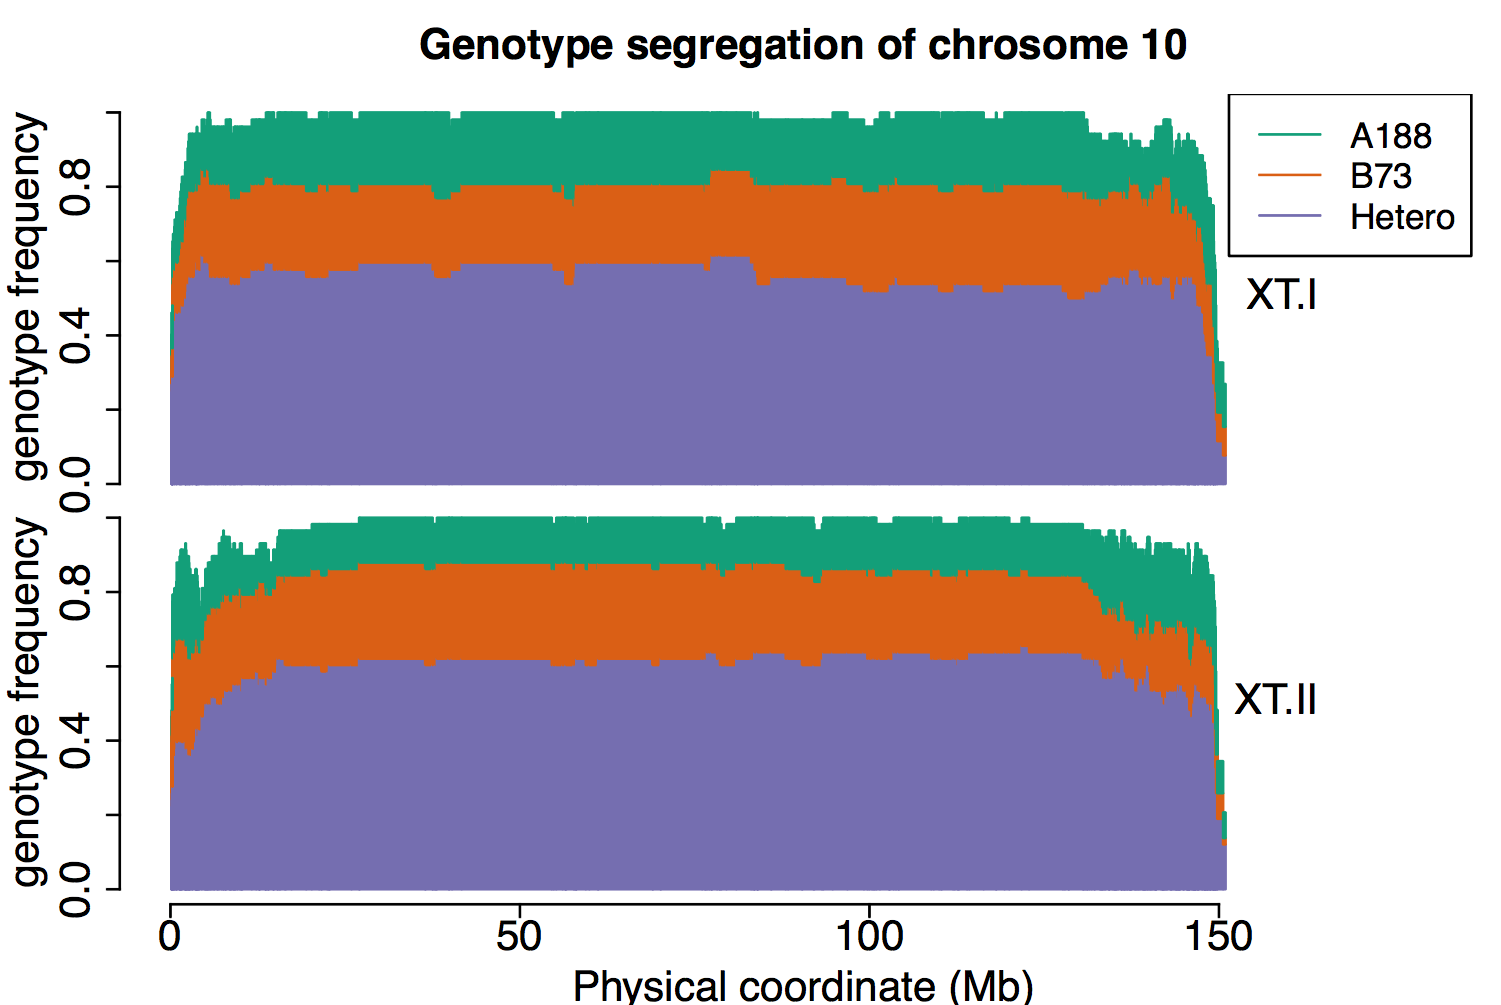 Genotype segregation of chrosome 10
genotype frequency
0.0
0.4
0.8
A188
B73
Hetero
XT.I
genotype frequency
0.0
0.4
0.8
XT.II
0 50 100 150
Physical coordinate (Mb)